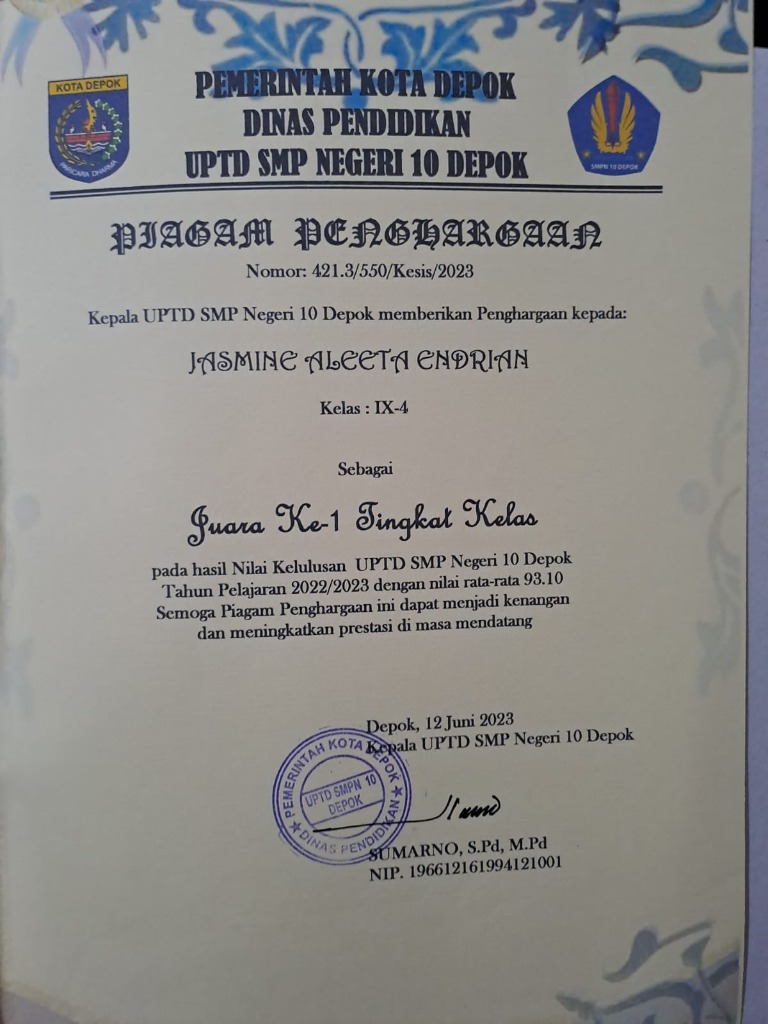 KOTA DEPOK
PARICARA DHARMA
PEMERINTAH KOTA DEPOK
DINAS PENDIDIKAN
UPTD SMP NEGERI 10 DEPOK
SMPN 10 DEPOK
PIAGAM PENGHARGAAN
Nomor: 421.3/550/Kesis/2023
Kepala UPTD SMP Negeri 10 Depok memberikan Penghargaan kepada:
JASMINE ALEETA ENDRIAN
Kelas : IX-4
Sebagai
Juara Ke-1 Tingkat Kelas
pada hasil Nilai Kelulusan UPTD SMP Negeri 10 Depok
Tahun Pelajaran 2022/2023 dengan nilai rata-rata 93.10
Semoga Piagam Penghargaan ini dapat menjadi kenangan
dan meningkatkan prestasi di masa mendatang
Depok, 12 Juni 2023
Kepala UPTD SMP Negeri 10 Depok
PEMERINTAH KOTA DEPOK
UPTD SMPN 10
DEPOK
DINAS PENDIDIKAN
SUMARNO, S.Pd, M.Pd
NIP. 196612161994121001